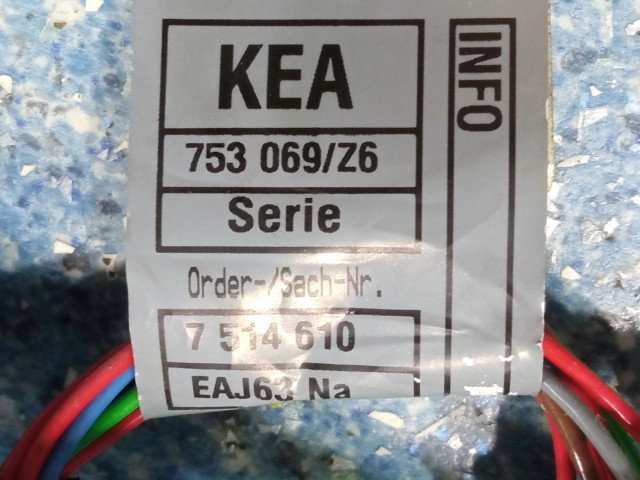 KEA
INFO
753 069/Z6
Serie
Order-/Sach-Nr.
7 514 610
EAJ63 Na